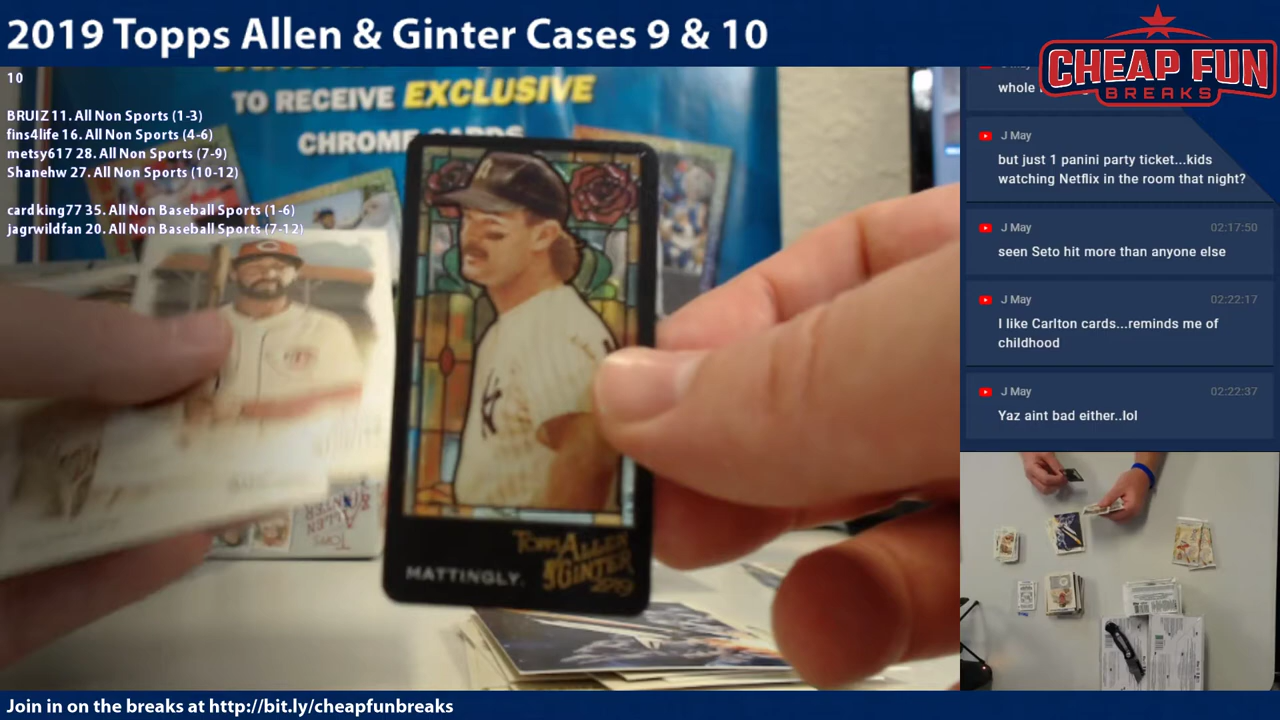 2019 Topps Allen & Ginter Cases 9 & 10
CHEAP FUN
BREAKS
10
BRUIZ 11. All Non Sports (1-3)
fins4life 16. All Non Sports (4-6)
metsy617 28. All Non Sports (7-9)
Shanehw 27. All Non Sports (10-12)
cardking77 35. All Non Baseball Sports (1-6)
jagrwildfan 20. All Non Baseball Sports (7-12)
TO RECEIVE EXCLUSIVE
CHROME CARDS
MATTINGLY
TOPPS ALLEN
& GINTER
2019
TOPPS
ALLEN
& GINTER
whole
J May
but just 1 panini party ticket...kids
watching Netflix in the room that night?
J May 02:17:50
seen Seto hit more than anyone else
J May 02:22:17
I like Carlton cards...reminds me of
childhood
J May 02:22:37
Yaz aint bad either..lol
Join in on the breaks at http://bit.ly/cheapfunbreaks